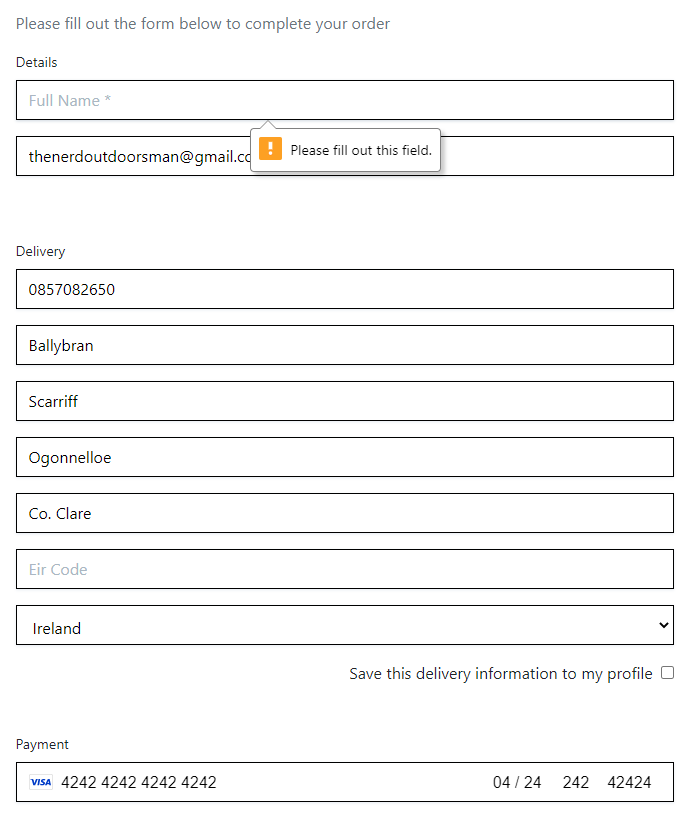 Please fill out the form below to complete your order
Details
Full Name *
Please fill out this field.
thenerdoutdoorsman@gmail.co
Delivery
0857082650
Ballybran
Scarriff
Ogonnelloe
Co. Clare
Eir Code
Ireland
Save this delivery information to my profile
Payment
VISA 4242 4242 4242 4242 04 / 24 242 42424